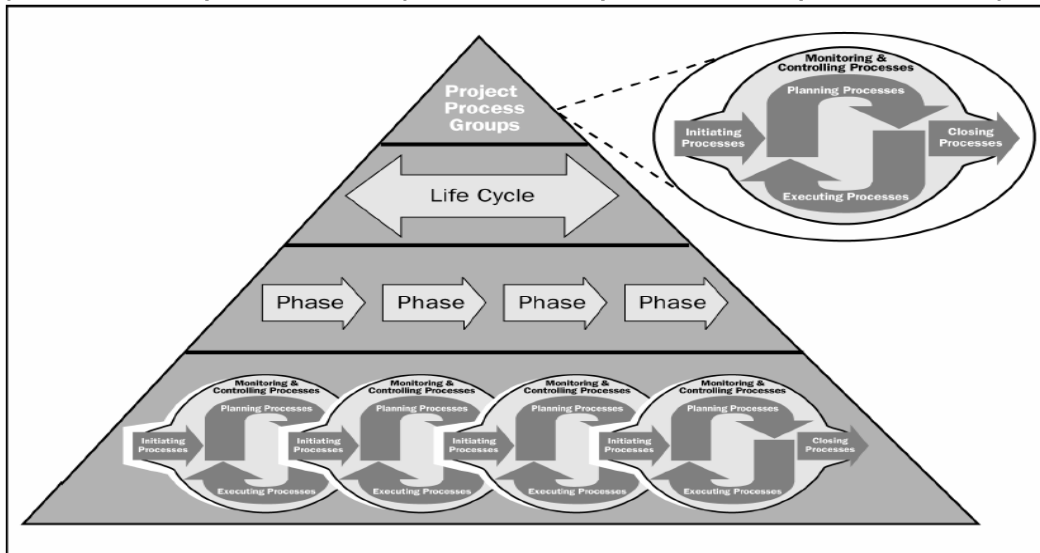 Project
Process
Groups
Monitoring &
Controlling Processes
Planning Processes
Initiating
Processes
Closing
Processes
Executing Processes
Life Cycle
Phase
Phase
Phase
Phase
Monitoring &
Controlling Processes
Planning Processes
Initiating
Processes
Executing Processes
Monitoring &
Controlling Processes
Planning Processes
Initiating
Processes
Executing Processes
Monitoring &
Controlling Processes
Planning Processes
Initiating
Processes
Executing Processes
Monitoring &
Controlling Processes
Planning Processes
Initiating
Processes
Closing
Processes
Executing Processes